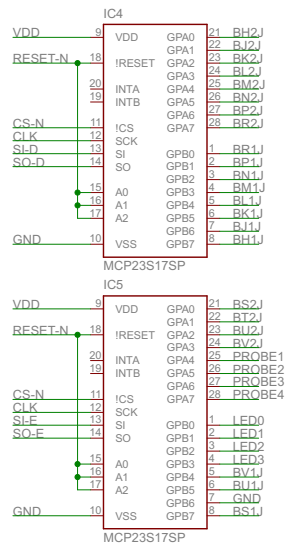 IC4
VDD 9 VDD GPA0 21 BH2J
GPA1 22 BJ2J
RESET-N 18 !RESET GPA2 23 BK2J
GPA3 24 BL2J
20 INTA GPA4 25 BM2J
19 INTB GPA5 26 BN2J
GPA6 27 BP2J
CS-N 11 !CS GPA7 28 BR2J
CLK 12 SCK
SI-D 13 SI GPB0 1 BR1J
SO-D 14 SO GPB1 2 BP1J
GPB2 3 BN1J
15 A0 GPB3 4 BM1J
16 A1 GPB4 5 BL1J
17 A2 GPB5 6 BK1J
GPB6 7 BJ1J
GND 10 VSS GPB7 8 BH1J
MCP23S17SP
IC5
VDD 9 VDD GPA0 21 BS2J
GPA1 22 BT2J
RESET-N 18 !RESET GPA2 23 BU2J
GPA3 24 BV2J
20 INTA GPA4 25 PROBE1
19 INTB GPA5 26 PROBE2
GPA6 27 PROBE3
CS-N 11 !CS GPA7 28 PROBE4
CLK 12 SCK
SI-E 13 SI GPB0 1 LED0
SO-E 14 SO GPB1 2 LED1
GPB2 3 LED2
15 A0 GPB3 4 LED3
16 A1 GPB4 5 BV1J
17 A2 GPB5 6 BU1J
GPB6 7 GND
GND 10 VSS GPB7 8 BS1J
MCP23S17SP